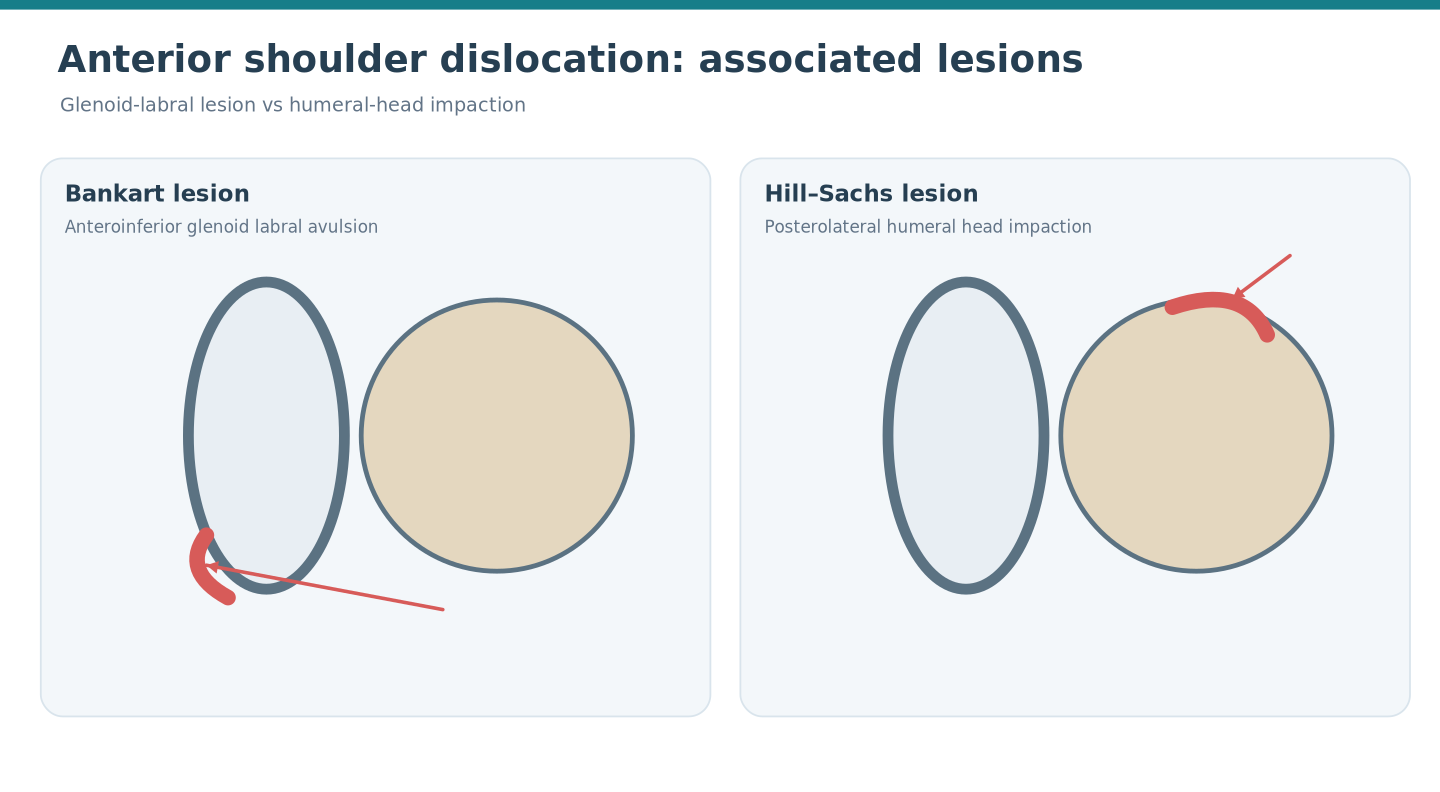 Anterior shoulder dislocation: associated lesions
Glenoid-labral lesion vs humeral-head impaction
Bankart lesion
Anteroinferior glenoid labral avulsion
Hill–Sachs lesion
Posterolateral humeral head impaction